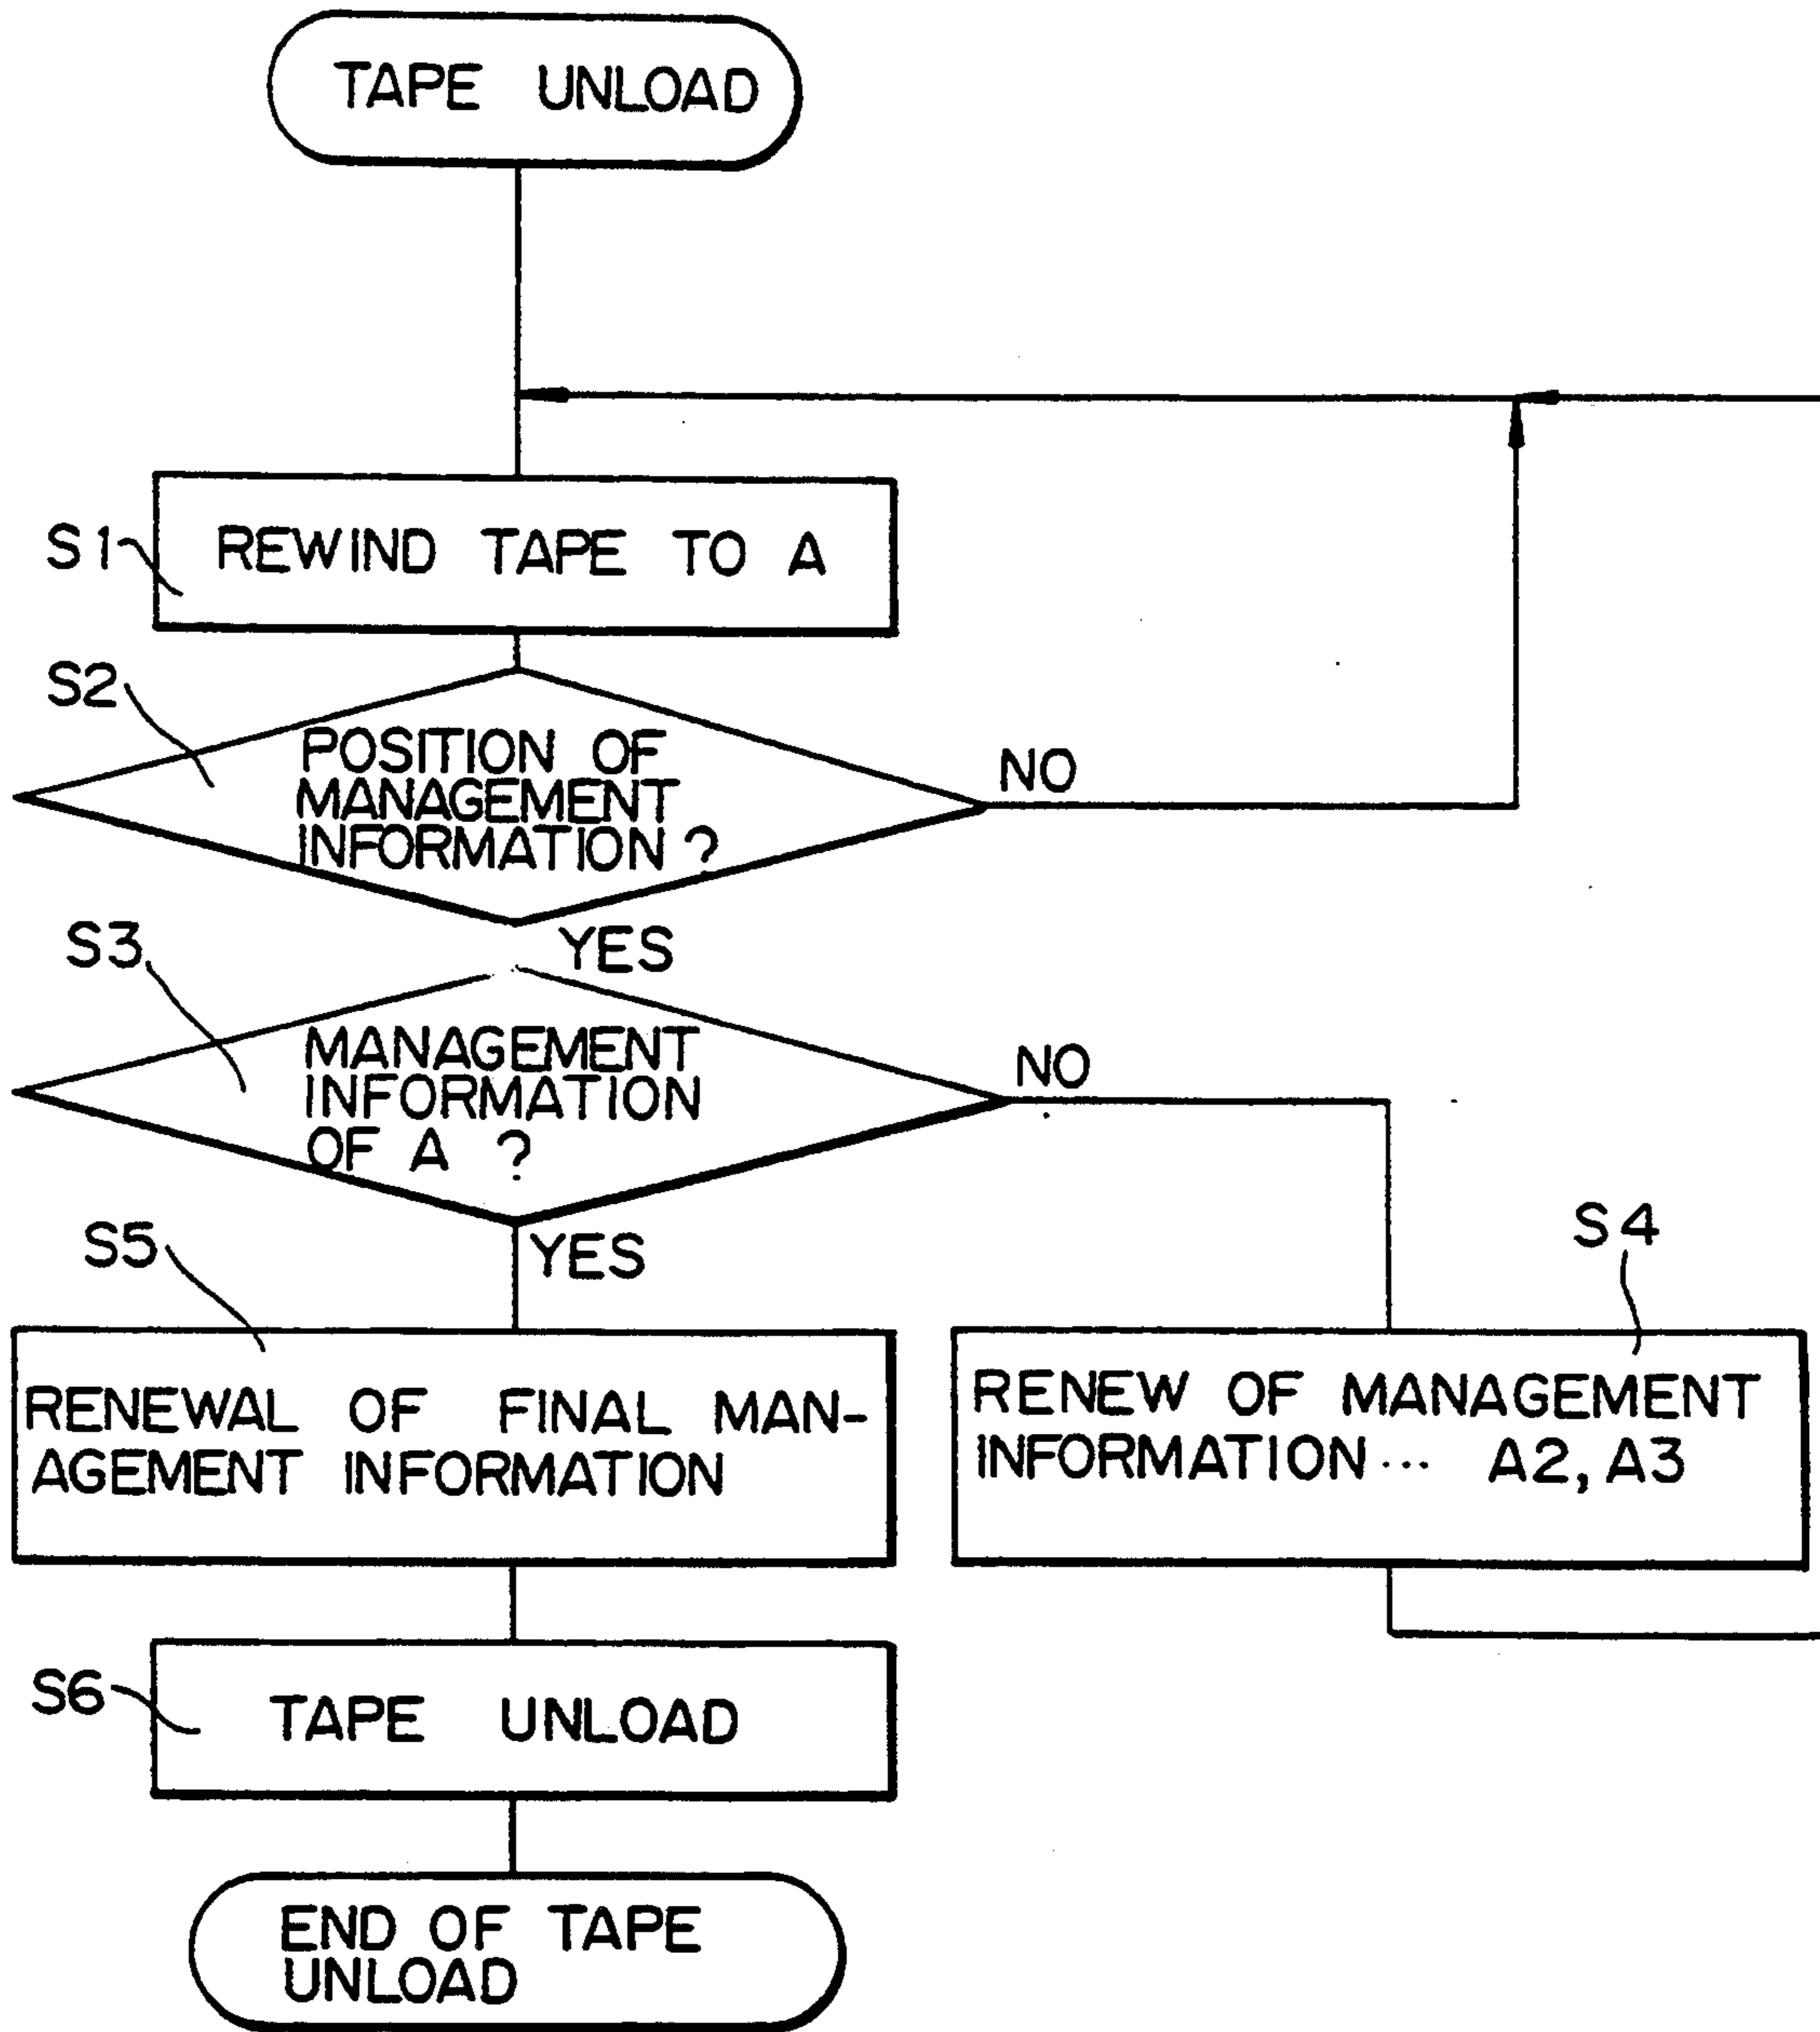 TAPE UNLOAD
S1
REWIND TAPE TO A
S2
POSITION OF
MANAGEMENT
INFORMATION ?
NO
YES
S3
MANAGEMENT
INFORMATION
OF A ?
NO
YES
S5
RENEWAL OF FINAL MAN-
AGEMENT INFORMATION
S4
RENEW OF MANAGEMENT
INFORMATION ... A2, A3
S6
TAPE UNLOAD
END OF TAPE
UNLOAD